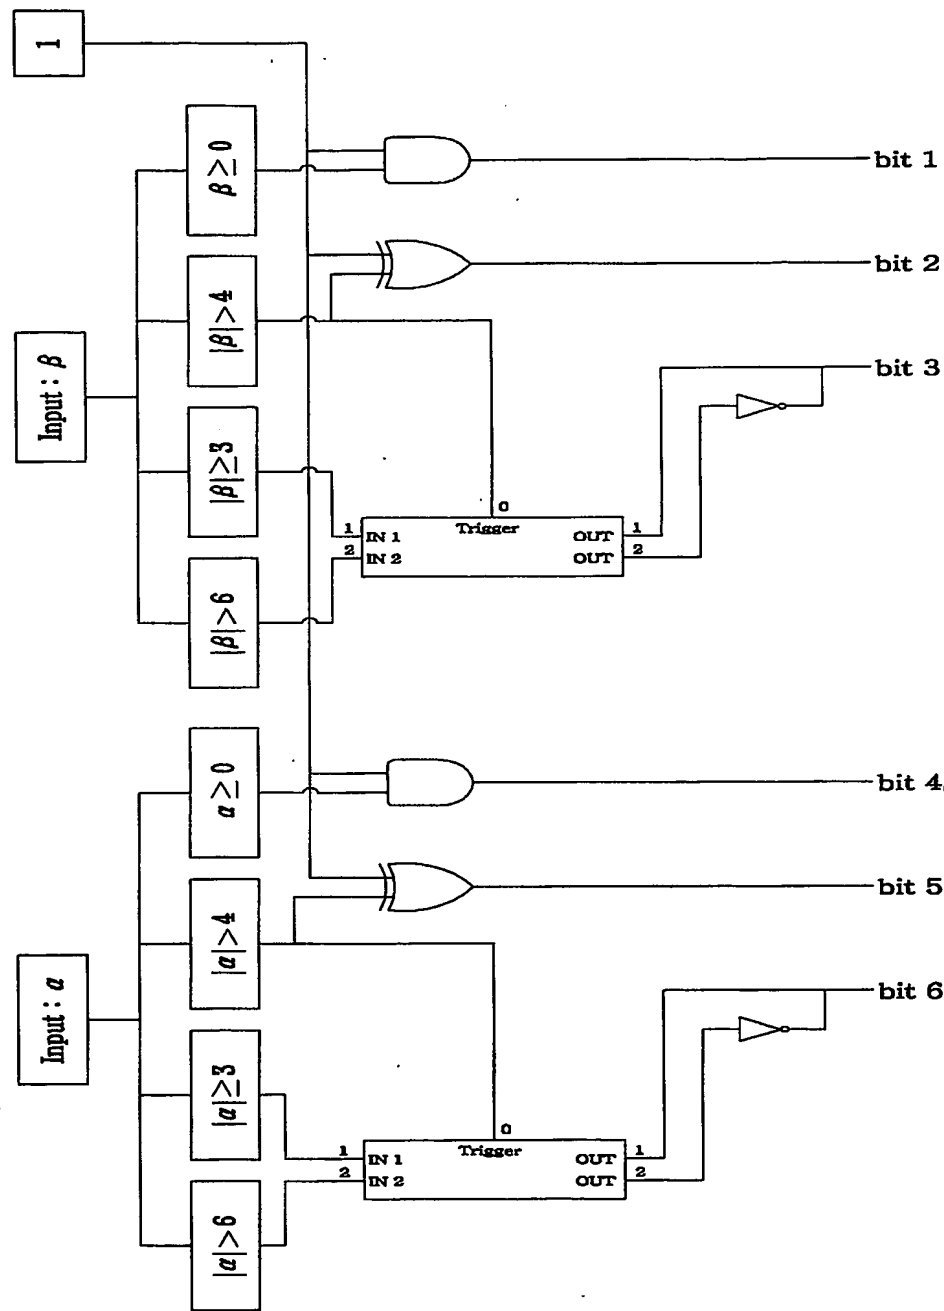 1
β ≥ 0
bit 1
|β| > 4
bit 2
Input : β
bit 3
|β| ≥ 3
|β| > 6
0
Trigger
1
IN 1
OUT
1
2
IN 2
OUT
2
α ≥ 0
bit 4
|α| > 4
bit 5
Input : α
bit 6
|α| ≥ 3
|α| > 6
0
Trigger
1
IN 1
OUT
1
2
IN 2
OUT
2